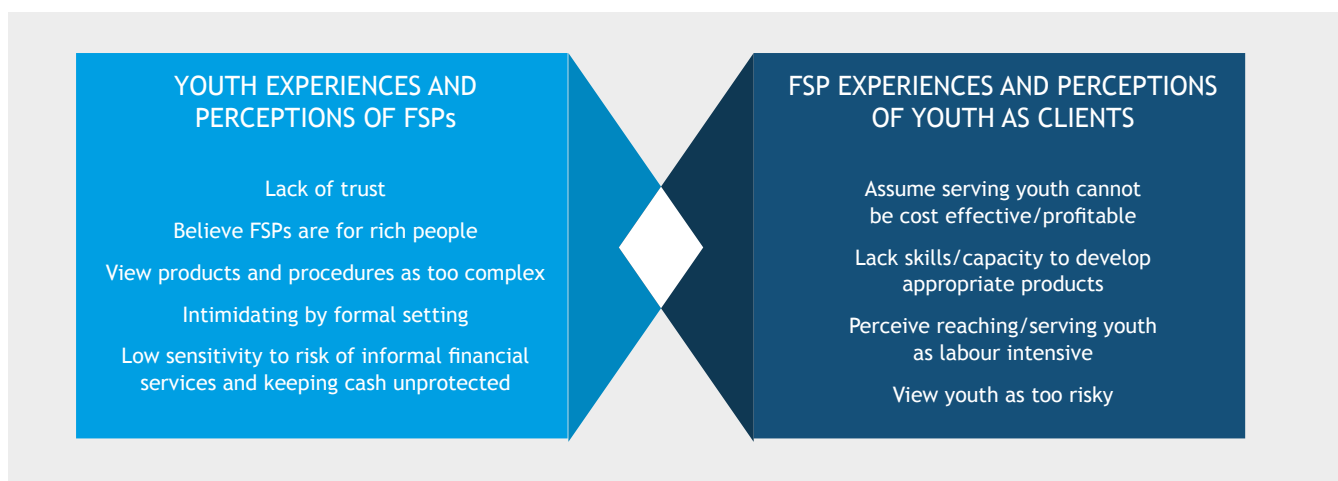 YOUTH EXPERIENCES AND
PERCEPTIONS OF FSPs
Lack of trust
Believe FSPs are for rich people
View products and procedures as too complex
Intimidating by formal setting
Low sensitivity to risk of informal financial
services and keeping cash unprotected
FSP EXPERIENCES AND PERCEPTIONS
OF YOUTH AS CLIENTS
Assume serving youth cannot
be cost effective/profitable
Lack skills/capacity to develop
appropriate products
Perceive reaching/serving youth
as labour intensive
View youth as too risky